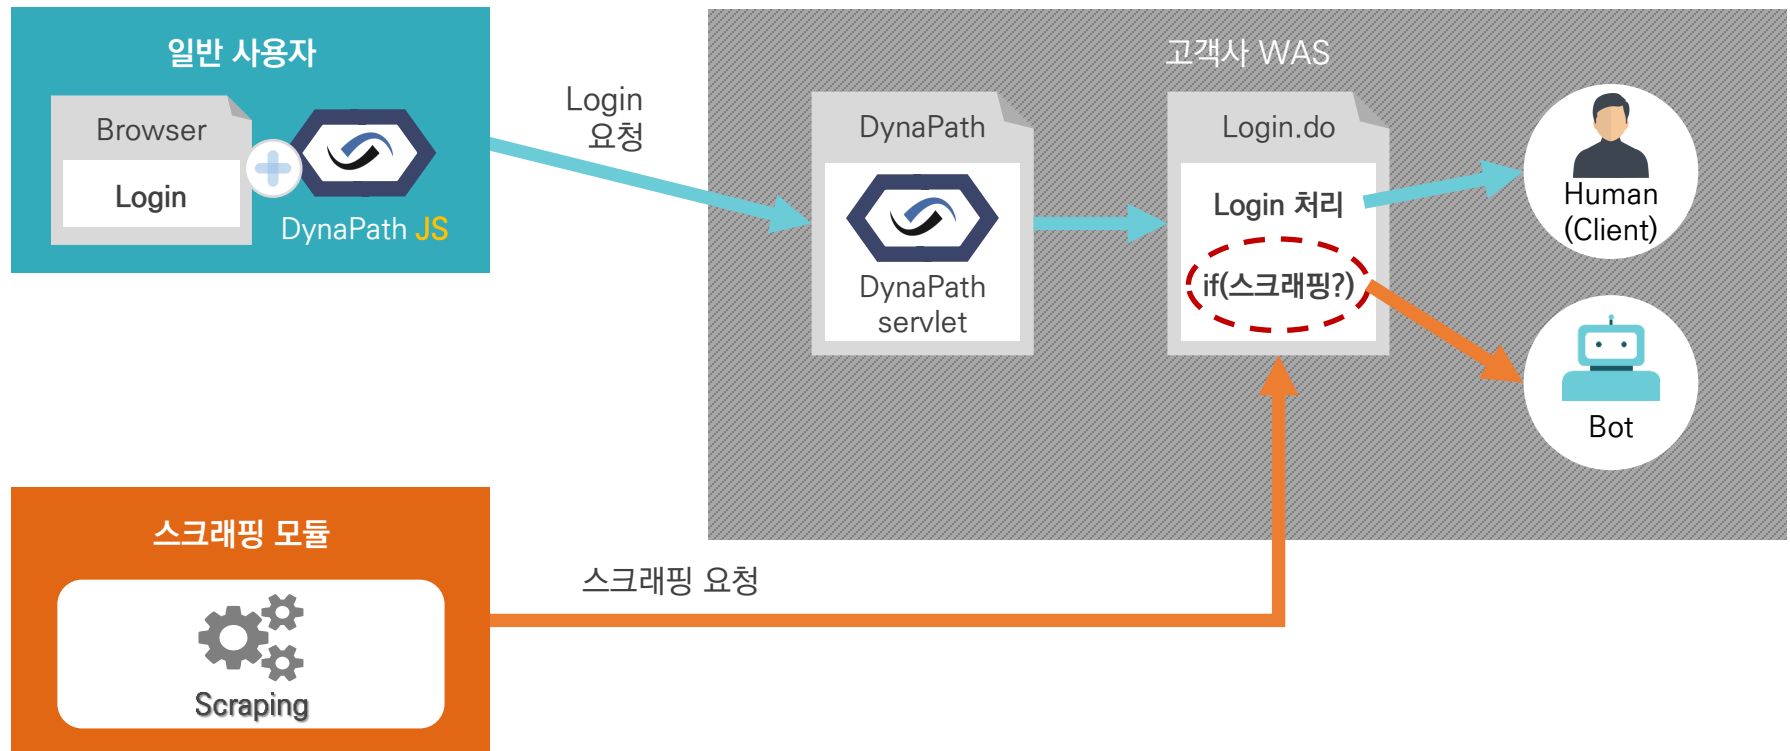 일반 사용자
Browser
Login
DynaPath JS
Login
요청
고객사 WAS
DynaPath
DynaPath
servlet
Login.do
Login 처리
if(스크래핑?)
Human
(Client)
Bot
스크래핑 모듈
Scraping
스크래핑 요청